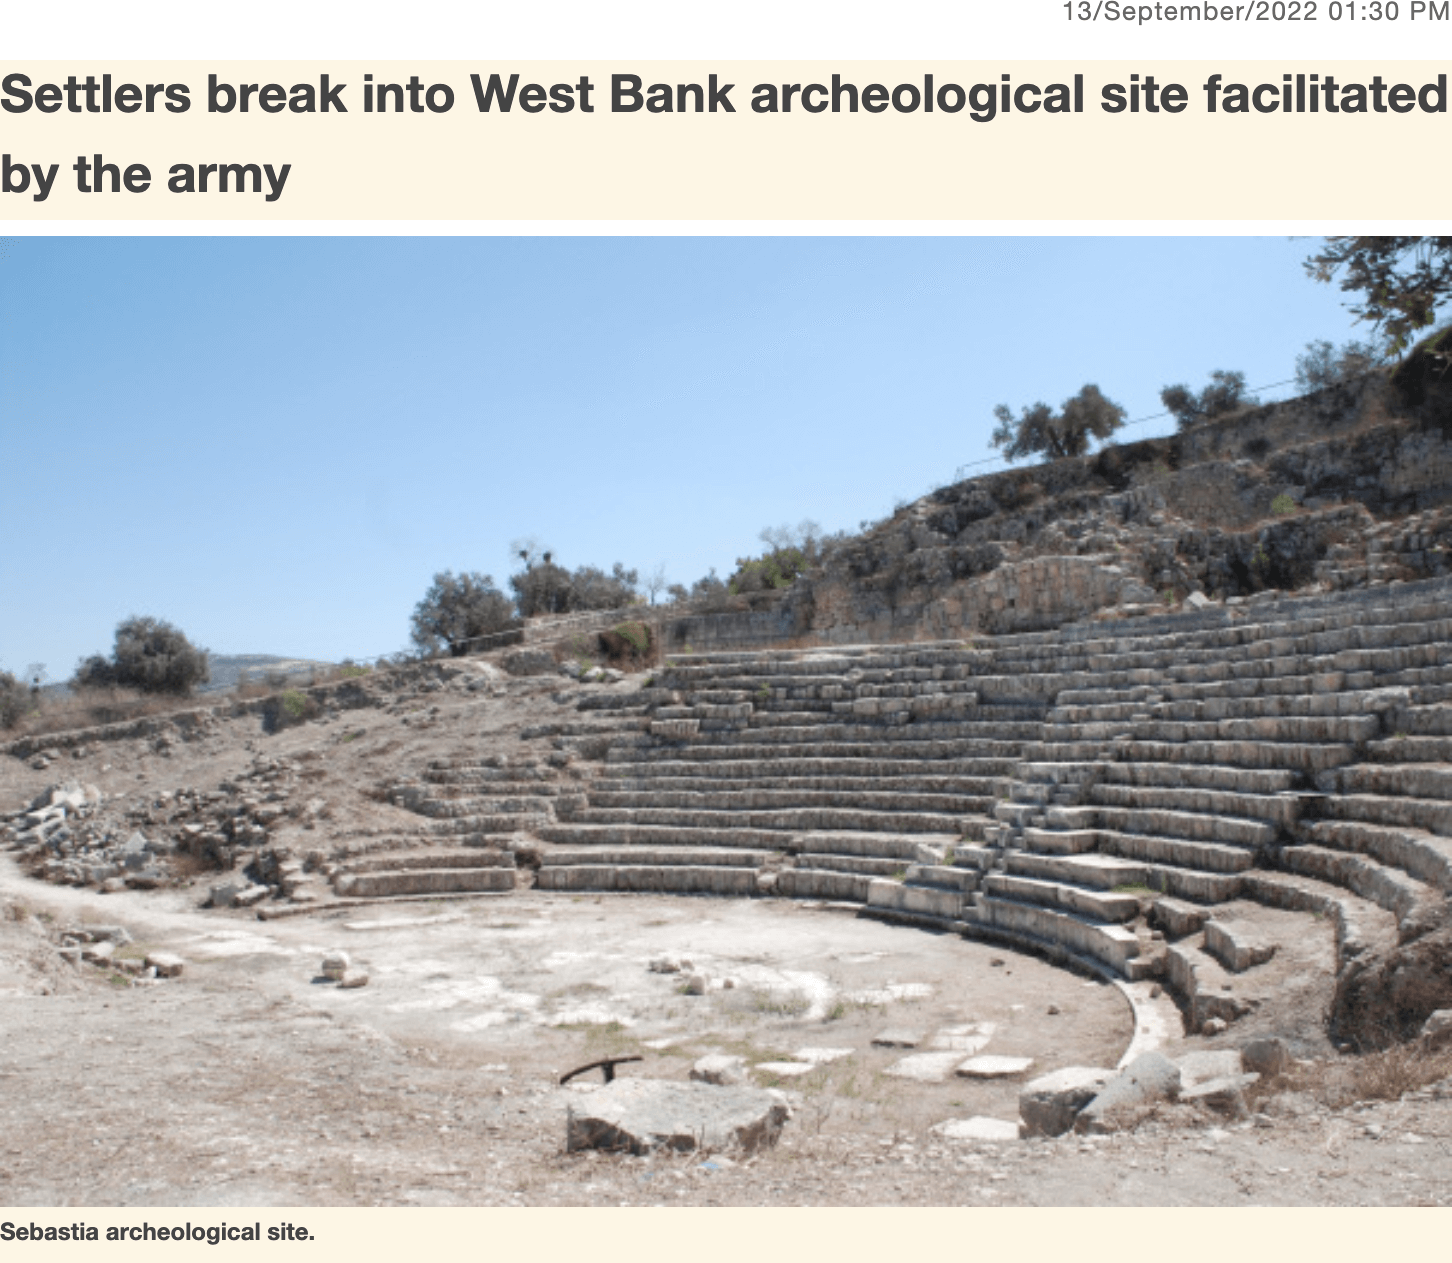 13/September/2022 01:30 PM
Settlers break into West Bank archeological site facilitated
by the army
Sebastia archeological site.